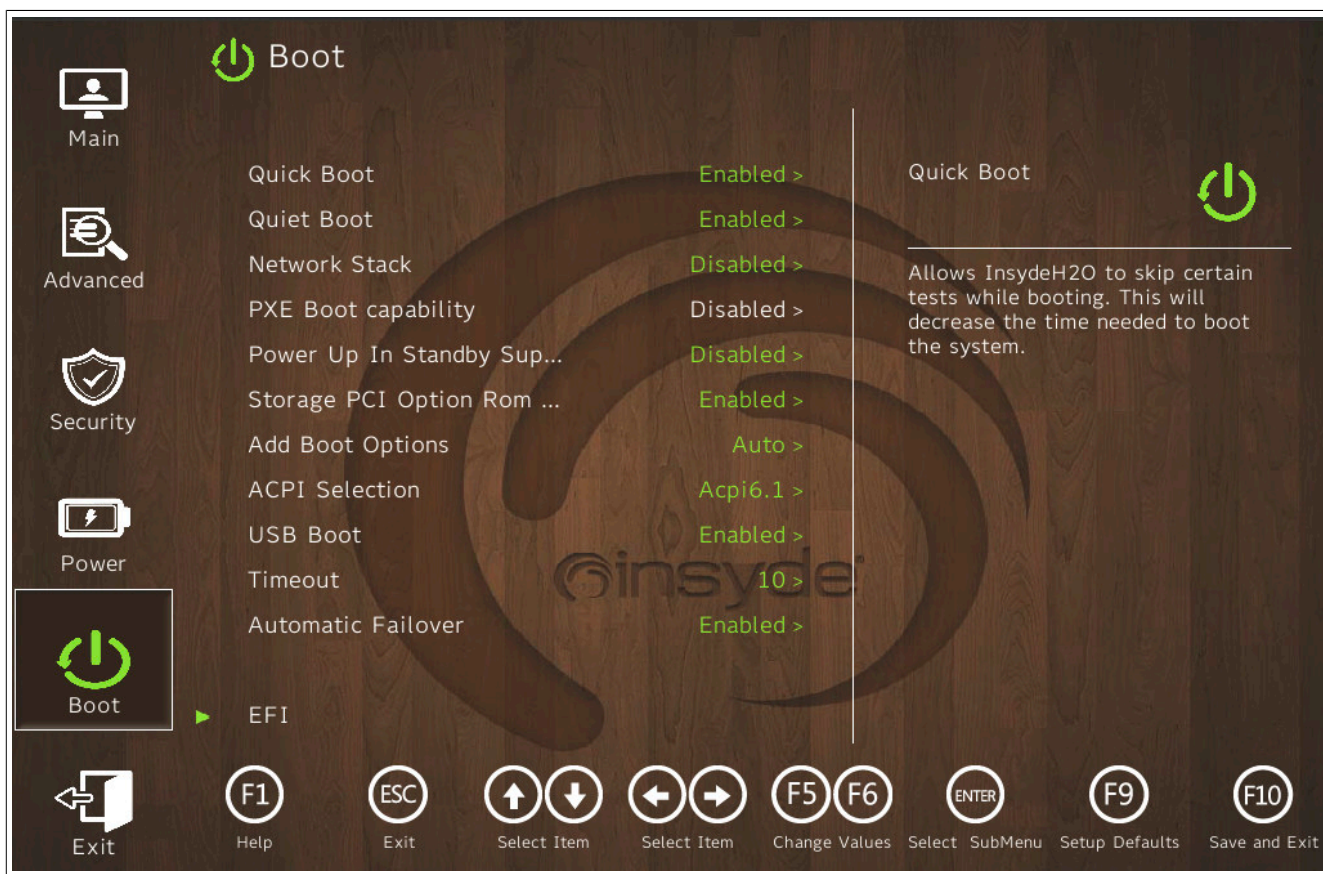 Boot
Main
Advanced
Security
Power
Boot
Exit
Quick Boot Enabled >
Quiet Boot Enabled >
Network Stack Disabled >
PXE Boot capability Disabled >
Power Up In Standby Sup... Disabled >
Storage PCI Option Rom ... Enabled >
Add Boot Options Auto >
ACPI Selection Acpi6.1 >
USB Boot Enabled >
Timeout 10 >
Automatic Failover Enabled >
EFI
insyde®
Quick Boot
Allows InsydeH2O to skip certain
tests while booting. This will
decrease the time needed to boot
the system.
F1 ESC F5 F6 ENTER F9 F10
Help Exit Select Item Select Item Change Values Select SubMenu Setup Defaults Save and Exit